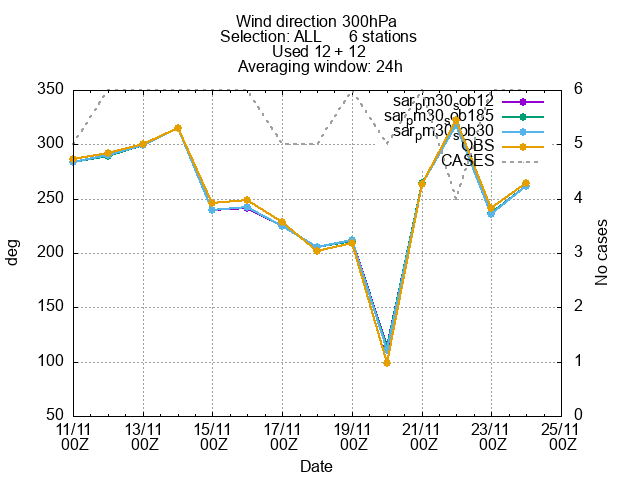 Wind direction 300hPa
Selection: ALL 6 stations
Used 12 + 12
Averaging window: 24h
350
300
250
200
150
100
50
deg
6
5
4
3
2
1
0
No cases
sar_pm30_sob12
sar_pm30_sob185
sar_pm30_sob30
OBS
CASES
11/11 13/11 15/11 17/11 19/11 21/11 23/11 25/11
00Z 00Z 00Z 00Z 00Z 00Z 00Z 00Z
Date